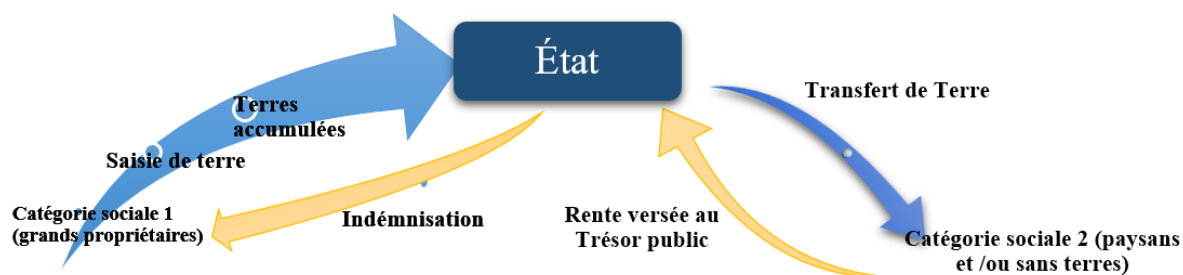 État
Terres
accumulées
Transfert de Terre
Saisie de terre
Catégorie sociale 1
(grands propriétaires)
Indémnisation
Rente versée au
Trésor public
Catégorie sociale 2 (paysans
et /ou sans terres)